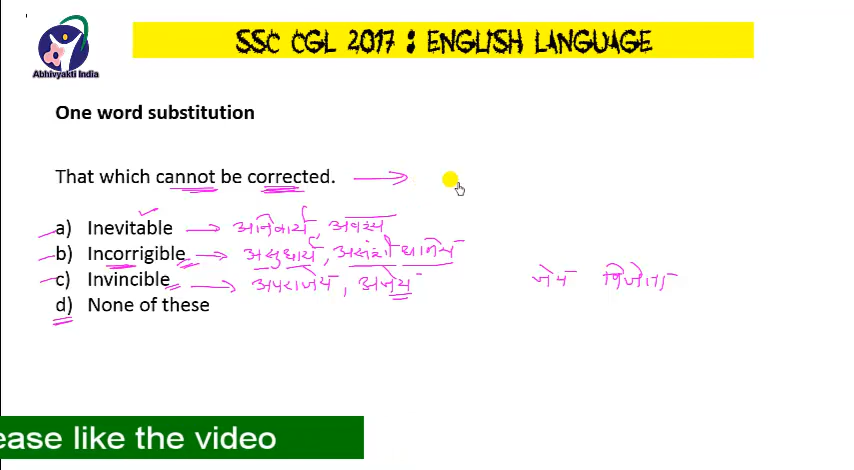 SSC CGL 2017 : ENGLISH LANGUAGE
Abhivyakti India
One word substitution
That which cannot be corrected.
a) Inevitable → अनिवार्य, अवश्य
b) Incorrigible → असुधार्य, असंशोधानीय
c) Invincible → अपराजेय, अजेय जेय विजेता
d) None of these
ease like the video